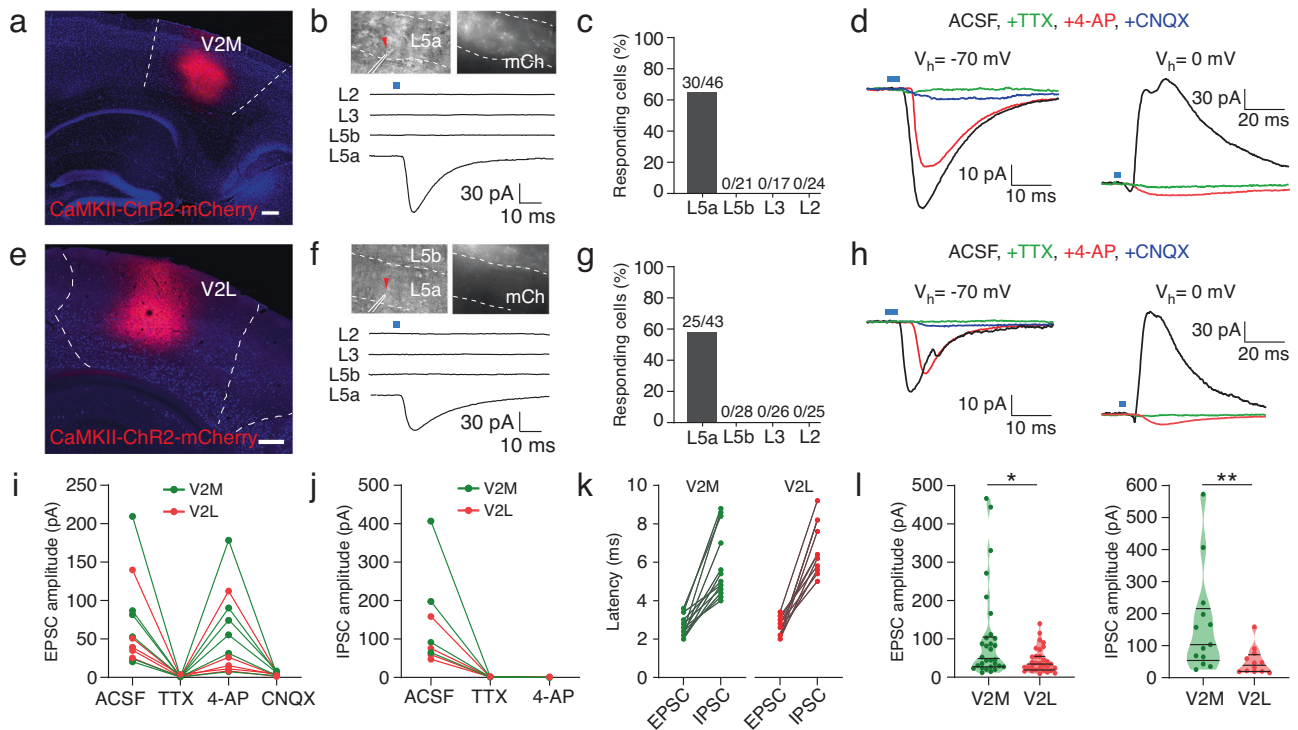 a
V2M
CaMKII-ChR2-mCherry
b
L5a
mCh
L2
L3
L5b
L5a
30 pA
10 ms
c
Responding cells (%)
100
80
60
40
20
0
30/46
0/21 0/17 0/24
L5a L5b L3 L2
d
ACSF, +TTX, +4-AP, +CNQX
Vh= -70 mV
10 pA
10 ms
Vh= 0 mV
30 pA
20 ms
e
V2L
CaMKII-ChR2-mCherry
f
L5b
L5a
mCh
L2
L3
L5b
L5a
30 pA
10 ms
g
Responding cells (%)
100
80
60
40
20
0
25/43
0/28 0/26 0/25
L5a L5b L3 L2
h
ACSF, +TTX, +4-AP, +CNQX
Vh= -70 mV
10 pA
10 ms
Vh= 0 mV
30 pA
20 ms
i
EPSC amplitude (pA)
250
200
150
100
50
0
V2M
V2L
ACSF TTX 4-AP CNQX
j
IPSC amplitude (pA)
500
400
300
200
100
0
V2M
V2L
ACSF TTX 4-AP
k
Latency (ms)
10
8
6
4
2
0
V2M V2L
EPSC IPSC EPSC IPSC
l
EPSC amplitude (pA)
500
400
300
200
100
0
*
V2M V2L
IPSC amplitude (pA)
600
500
400
300
200
100
0
**
V2M V2L